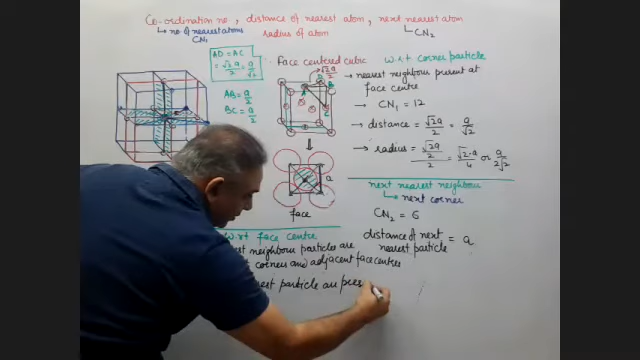 Co-ordination no, distance of nearest atom, next nearest atom
no of nearest atoms
CN1
radius of atom
CN2
AD = AC
= √2a/2 = a/√2
AB = a/2
BC = a/2
Face centered cubic
√2a/2
a
face
w.r.t corner particle
→ nearest neighbour present at
face centre
→ CN1 = 12
→ distance = √2a/2 = a/√2
→ radius = √2a/2/2 = √2·a/4 or a/2√2
next nearest neighbour
next corner
CN2 = 6
distance of next
nearest particle = a
w.r.t face centre
neighbour particles are
corners and adjacent face centres
particle are pres